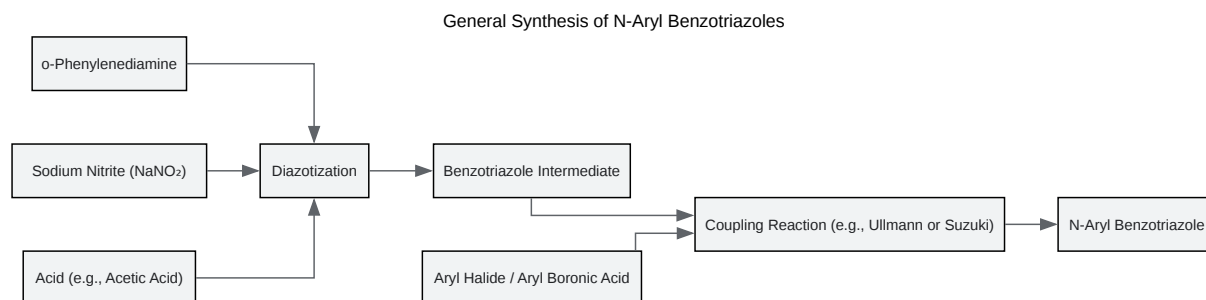 General Synthesis of N-Aryl Benzotriazoles
o-Phenylenediamine
Sodium Nitrite (NaNO₂)
Diazotization
Benzotriazole Intermediate
Coupling Reaction (e.g., Ullmann or Suzuki)
N-Aryl Benzotriazole
Acid (e.g., Acetic Acid)
Aryl Halide / Aryl Boronic Acid